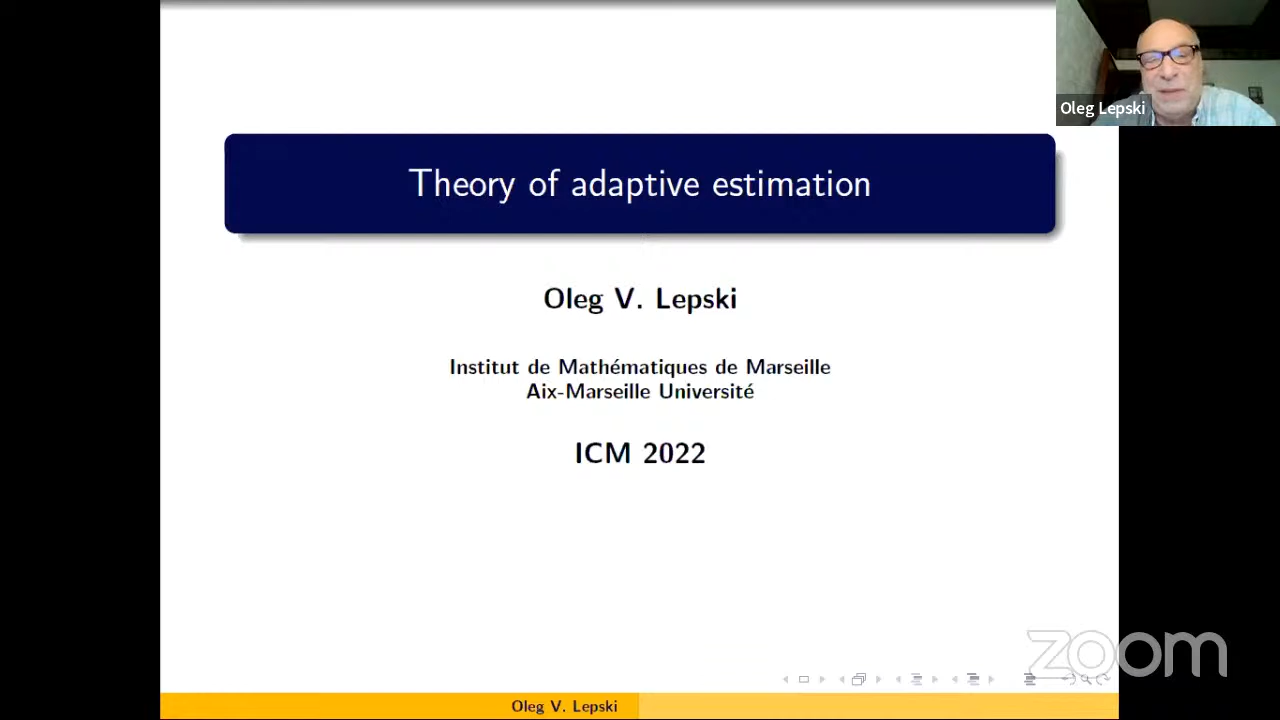 Oleg Lepski
Theory of adaptive estimation
Oleg V. Lepski
Institut de Mathématiques de Marseille
Aix-Marseille Université
ICM 2022
zoom
Oleg V. Lepski